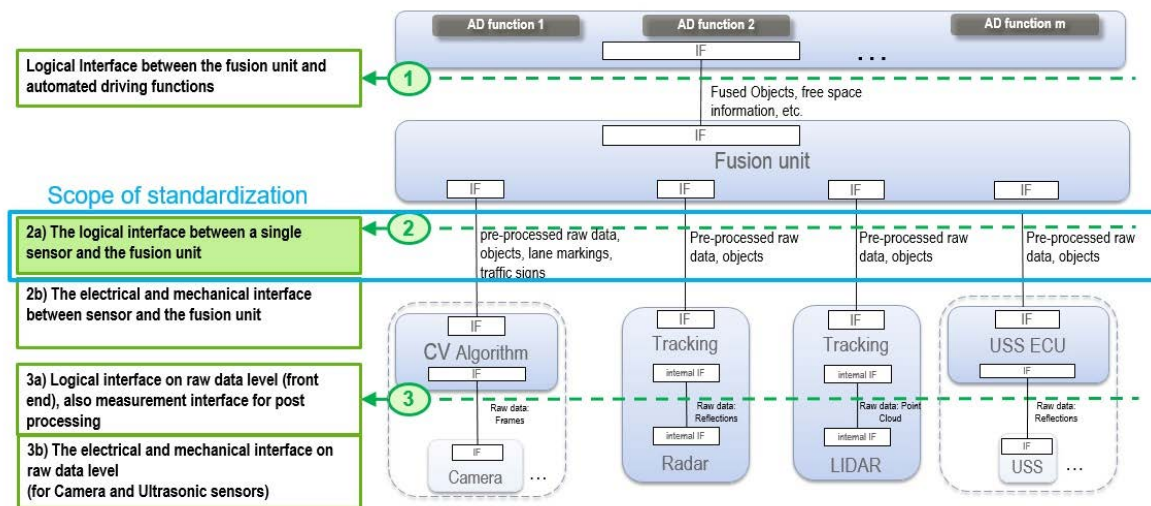 AD function 1
AD function 2
AD function m
IF
...
Logical Interface between the fusion unit and
automated driving functions
1
Fused Objects, free space
information, etc.
IF
Fusion unit
IF
IF
IF
IF
Scope of standardization
2a) The logical interface between a single
sensor and the fusion unit
2
pre-processed raw data,
objects, lane markings,
traffic signs
Pre-processed raw
data, objects
Pre-processed raw
data, objects
Pre-processed raw
data, objects
2b) The electrical and mechanical interface
between sensor and the fusion unit
IF
CV Algorithm
IF
IF
Tracking
internal IF
IF
Tracking
internal IF
IF
USS ECU
IF
3a) Logical interface on raw data level (front
end), also measurement interface for post
processing
3
Raw data:
Frames
Raw data:
Reflections
Raw data: Point
Cloud
Raw data:
Reflections
3b) The electrical and mechanical interface on
raw data level
(for Camera and Ultrasonic sensors)
IF
Camera
...
internal IF
Radar
internal IF
LIDAR
IF
USS
...